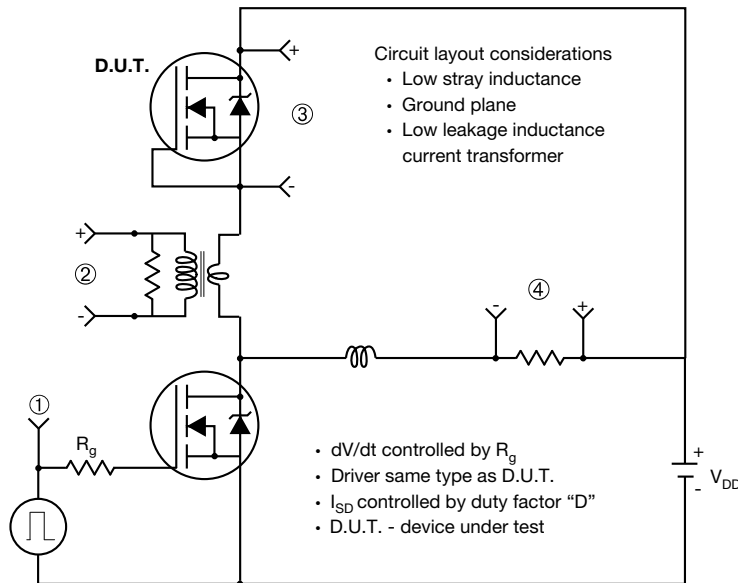 D.U.T.
+
Circuit layout considerations
• Low stray inductance
• Ground plane
• Low leakage inductance
current transformer
③
-
+
②
-
④
-
+
①
Rg
• dV/dt controlled by Rg
• Driver same type as D.U.T.
• ISD controlled by duty factor “D”
• D.U.T. - device under test
+
VDD
-